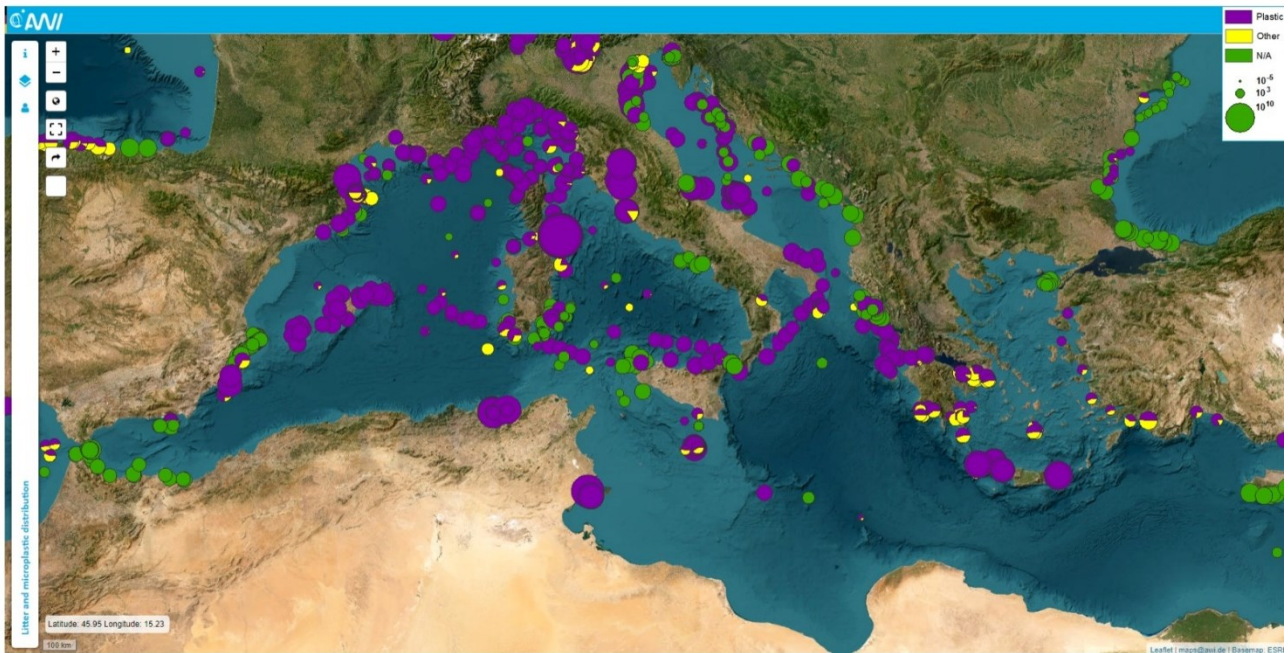 AWI
Plastic
Other
N/A
10⁻⁵
10³
10¹⁰
+
−
i
Litter and microplastic distribution
Latitude: 45.95 Longitude: 15.23
100 km
Leaflet | maps@awi.de | Basemap ESRI